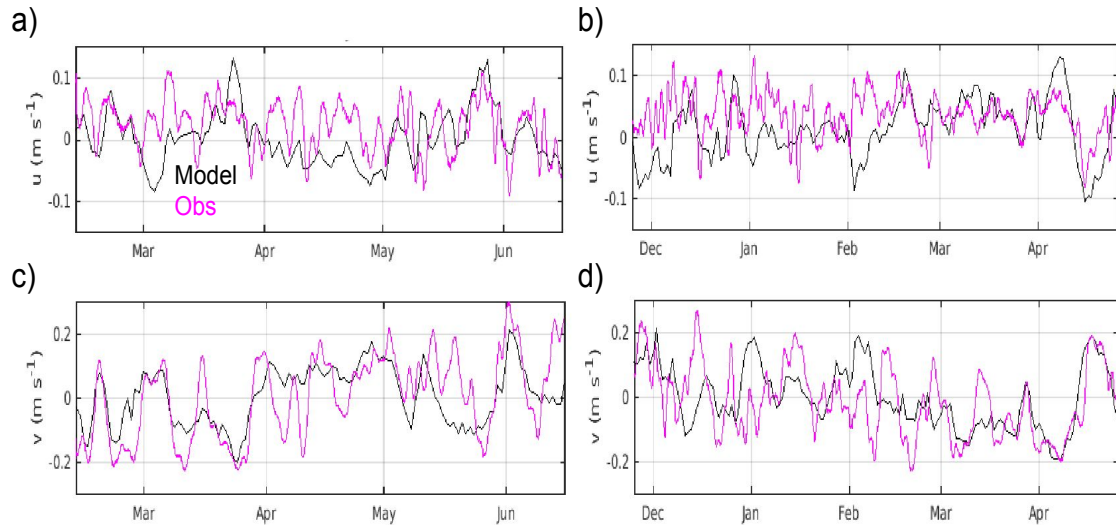 a)
b)
0.1
0
-0.1
u (m s⁻¹)
Model
Obs
Mar
Apr
May
Jun
0.1
0
-0.1
u (m s⁻¹)
Dec
Jan
Feb
Mar
Apr
c)
d)
0.2
0
-0.2
v (m s⁻¹)
Mar
Apr
May
Jun
0.2
0
-0.2
v (m s⁻¹)
Dec
Jan
Feb
Mar
Apr